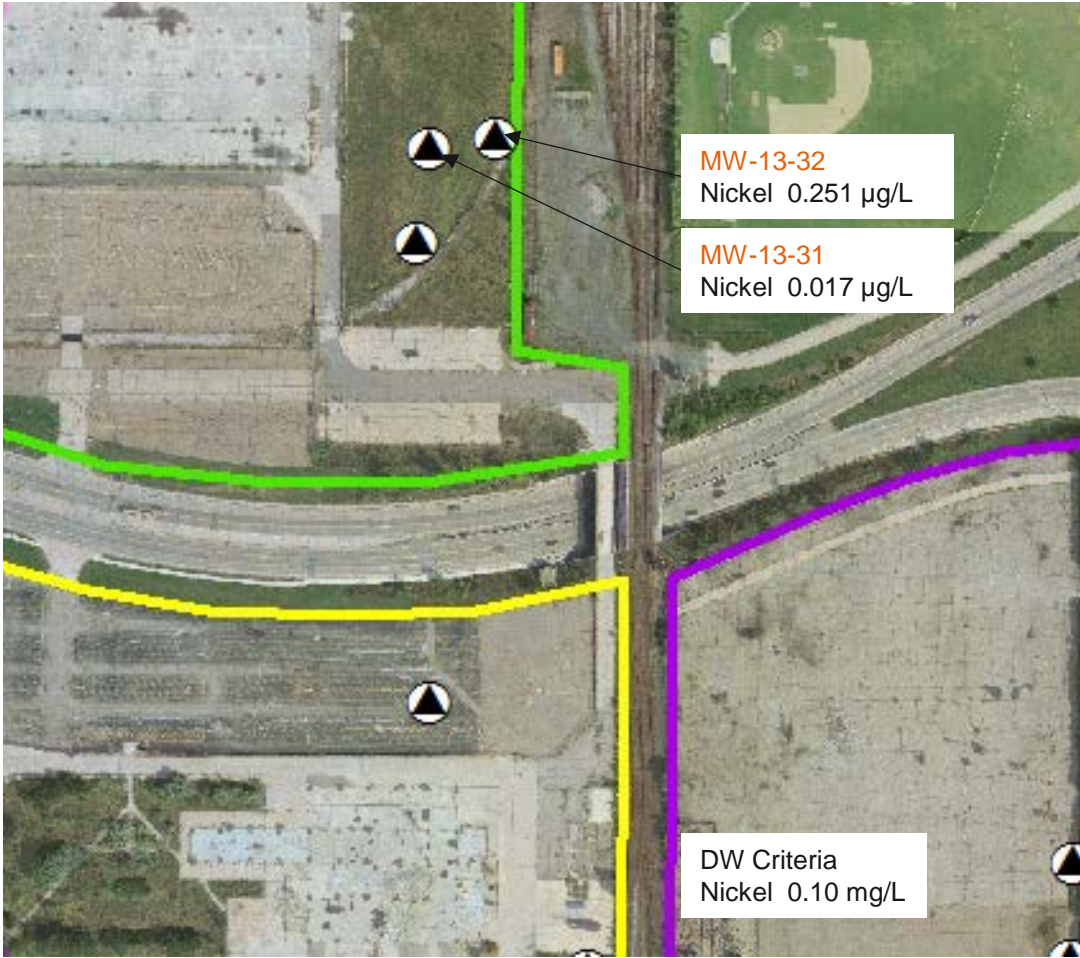 MW-13-32
Nickel 0.251 µg/L
MW-13-31
Nickel 0.017 µg/L
DW Criteria
Nickel 0.10 mg/L